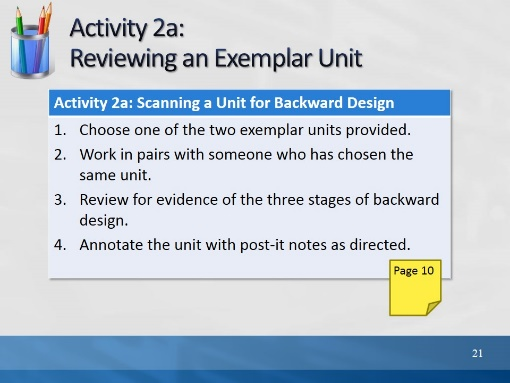 Activity 2a:
Reviewing an Exemplar Unit
Activity 2a: Scanning a Unit for Backward Design
1. Choose one of the two exemplar units provided.
2. Work in pairs with someone who has chosen the
same unit.
3. Review for evidence of the three stages of backward
design.
4. Annotate the unit with post-it notes as directed.
Page 10
21